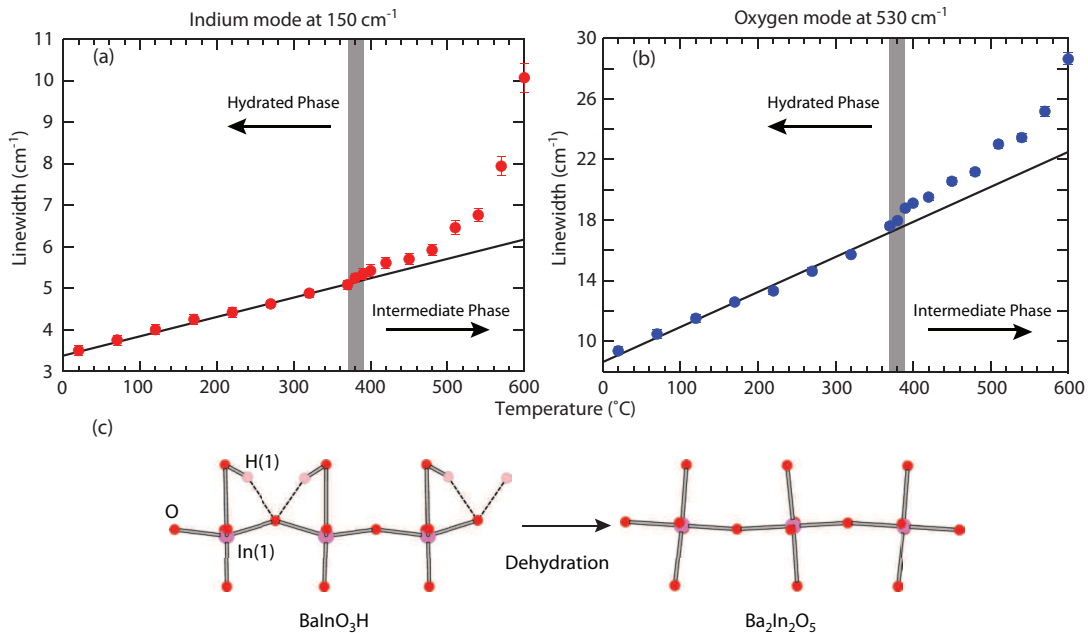 Indium mode at 150 cm⁻¹
Oxygen mode at 530 cm⁻¹
(a)
Hydrated Phase
Intermediate Phase
Linewidth (cm⁻¹)
11
10
9
8
7
6
5
4
3
0
100
200
300
400
500
600
(b)
Hydrated Phase
Intermediate Phase
Linewidth (cm⁻¹)
30
26
22
18
14
10
0
100
200
300
400
500
600
Temperature (˚C)
(c)
H(1)
O
In(1)
Dehydration
BaInO₃H
Ba₂In₂O₅